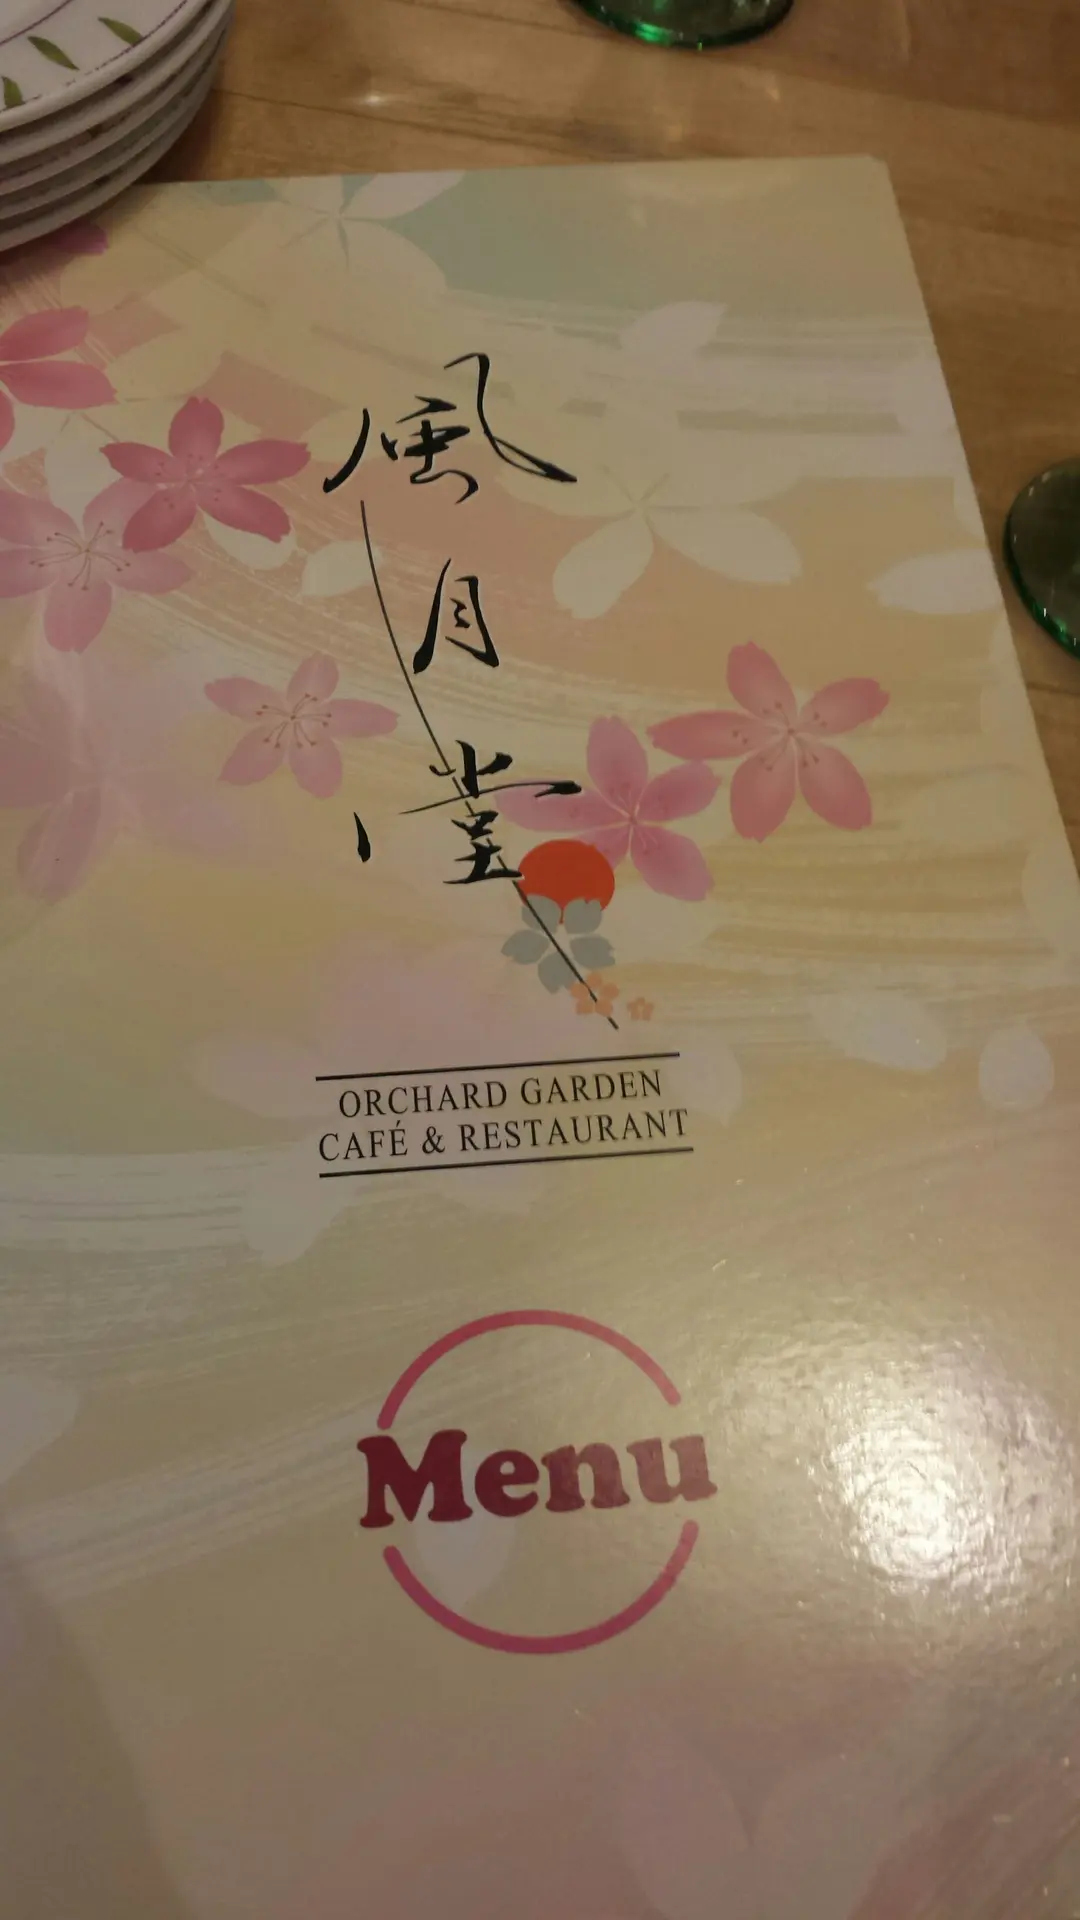 風
月
堂
ORCHARD GARDEN
CAFÉ & RESTAURANT
Menu